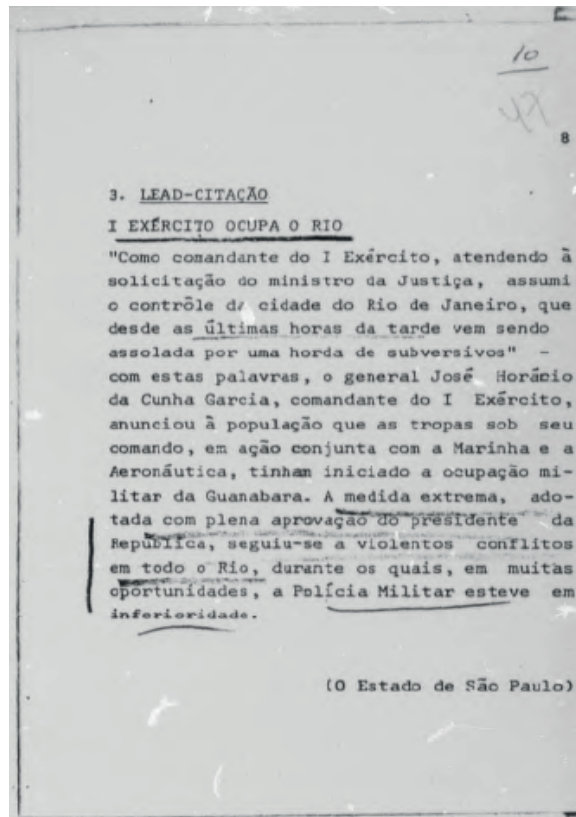 10
8
3. LEAD-CITAÇÃO
I EXÉRCITO OCUPA O RIO
"Como comandante do I Exército, atendendo à
solicitação do ministro da Justiça, assumi
o contrôle da cidade do Rio de Janeiro, que
desde as últimas horas da tarde vem sendo
assolada por uma horda de subversivos" –
com estas palavras, o general José Horácio
da Cunha Garcia, comandante do I Exército,
anunciou à população que as tropas sob seu
comando, em ação conjunta com a Marinha e a
Aeronáutica, tinham iniciado a ocupação mi-
litar da Guanabara. A medida extrema, ado-
tada com plena aprovação do presidente da
República, seguiu-se a violentos conflitos
em todo o Rio, durante os quais, em muitas
oportunidades, a Polícia Militar esteve em
inferioridade.
(O Estado de São Paulo)